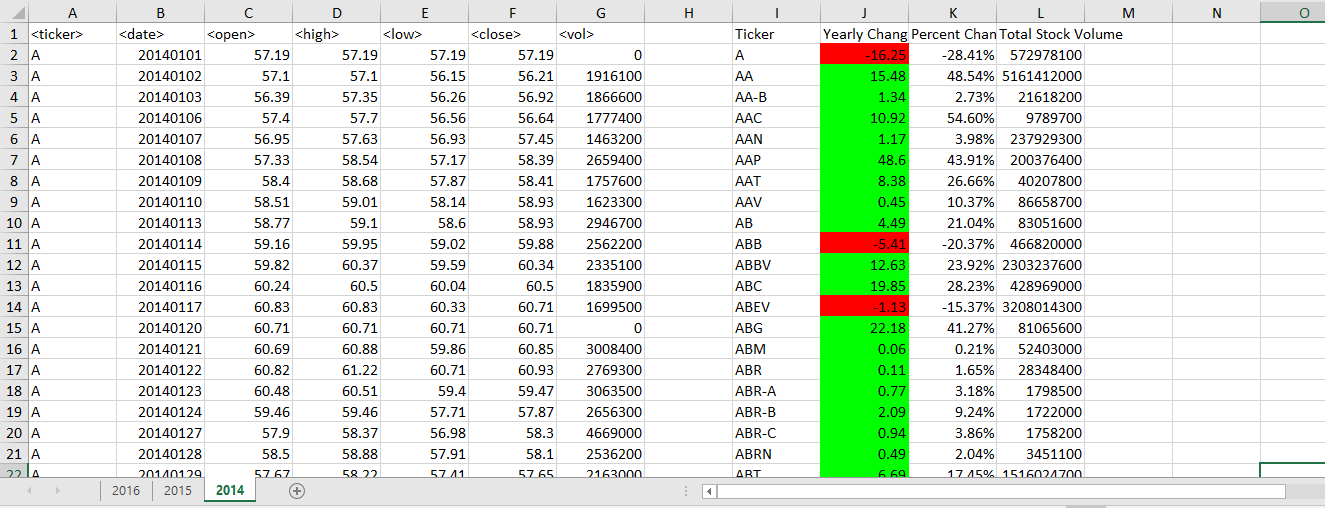 A B C D E F G H I J K L M N O
1 <ticker> <date> <open> <high> <low> <close> <vol> Ticker Yearly Chang Percent Chan Total Stock Volume
2 A 20140101 57.19 57.19 57.19 57.19 0 A -16.25 -28.41% 572978100
3 A 20140102 57.1 57.1 56.15 56.21 1916100 AA 15.48 48.54% 5161412000
4 A 20140103 56.39 57.35 56.26 56.92 1866600 AA-B 1.34 2.73% 21618200
5 A 20140106 57.4 57.7 56.56 56.64 1777400 AAC 10.92 54.60% 9789700
6 A 20140107 56.95 57.63 56.93 57.45 1463200 AAN 1.17 3.98% 237929300
7 A 20140108 57.33 58.54 57.17 58.39 2659400 AAP 48.6 43.91% 200376400
8 A 20140109 58.4 58.68 57.87 58.41 1757600 AAT 8.38 26.66% 40207800
9 A 20140110 58.51 59.01 58.14 58.93 1623300 AAV 0.45 10.37% 86658700
10 A 20140113 58.77 59.1 58.6 58.93 2946700 AB 4.49 21.04% 83051600
11 A 20140114 59.16 59.95 59.02 59.88 2562200 ABB -5.41 -20.37% 466820000
12 A 20140115 59.82 60.37 59.59 60.34 2335100 ABBV 12.63 23.92% 2303237600
13 A 20140116 60.24 60.5 60.04 60.5 1835900 ABC 19.85 28.23% 428969000
14 A 20140117 60.83 60.83 60.33 60.71 1699500 ABEV -1.13 -15.37% 3208014300
15 A 20140120 60.71 60.71 60.71 60.71 0 ABG 22.18 41.27% 81065600
16 A 20140121 60.69 60.88 59.86 60.85 3008400 ABM 0.06 0.21% 52403000
17 A 20140122 60.82 61.22 60.71 60.93 2769300 ABR 0.11 1.65% 28348400
18 A 20140123 60.48 60.51 59.4 59.47 3063500 ABR-A 0.77 3.18% 1798500
19 A 20140124 59.46 59.46 57.71 57.87 2656300 ABR-B 2.09 9.24% 1722000
20 A 20140127 57.9 58.37 56.98 58.3 4669000 ABR-C 0.94 3.86% 1758200
21 A 20140128 58.5 58.88 57.91 58.1 2536200 ABRN 0.49 2.04% 3451100
22 A 20140129 57.67 58.22 57.41 57.65 2163000 ABT 6.69 17.45% 1516024700
2016 2015 2014